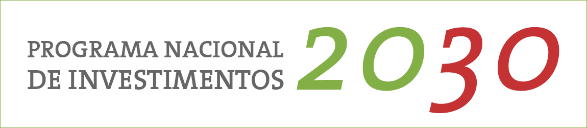 PROGRAMA NACIONAL
DE INVESTIMENTOS 2030